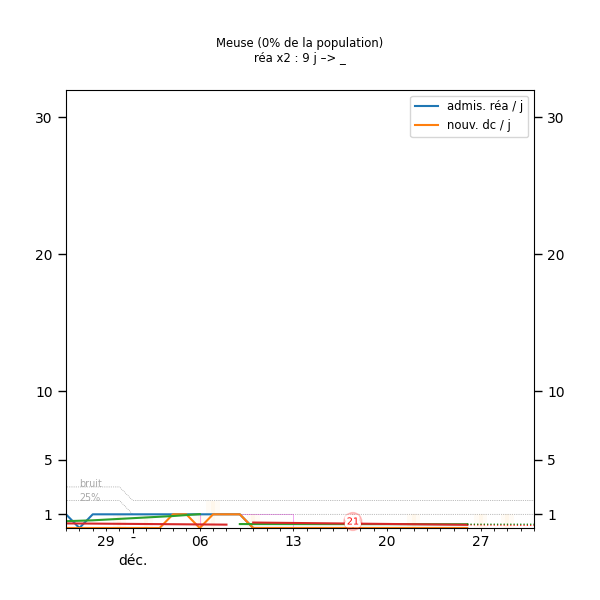 Meuse (0% de la population)
réa x2 : 9 j –> _
admis. réa / j
nouv. dc / j
30 30
20 20
10 10
5 5
bruit
25%
1 1
21
29 - 06 13 20 27
déc.